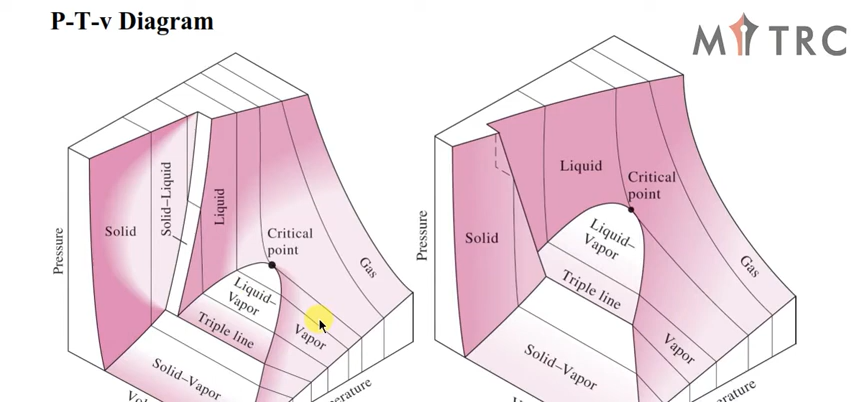 P-T-v Diagram
M TRC
Pressure
Solid
Solid–Liquid
Liquid
Critical
point
Gas
Liquid–
Vapor
Triple line
Vapor
Solid–Vapor
Pressure
Solid
Liquid
Critical
point
Liquid–
Vapor
Gas
Triple line
Vapor
Solid–Vapor